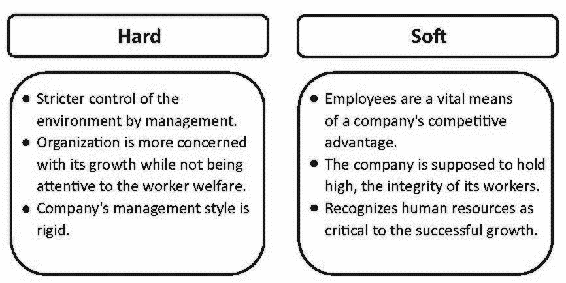 Hard
• Stricter control of the
environment by management.
• Organization is more concerned
with its growth while not being
attentive to the worker welfare.
• Company's management style is
rigid.
Soft
• Employees are a vital means
of a company's competitive
advantage.
• The company is supposed to hold
high, the integrity of its workers.
• Recognizes human resources as
critical to the successful growth.